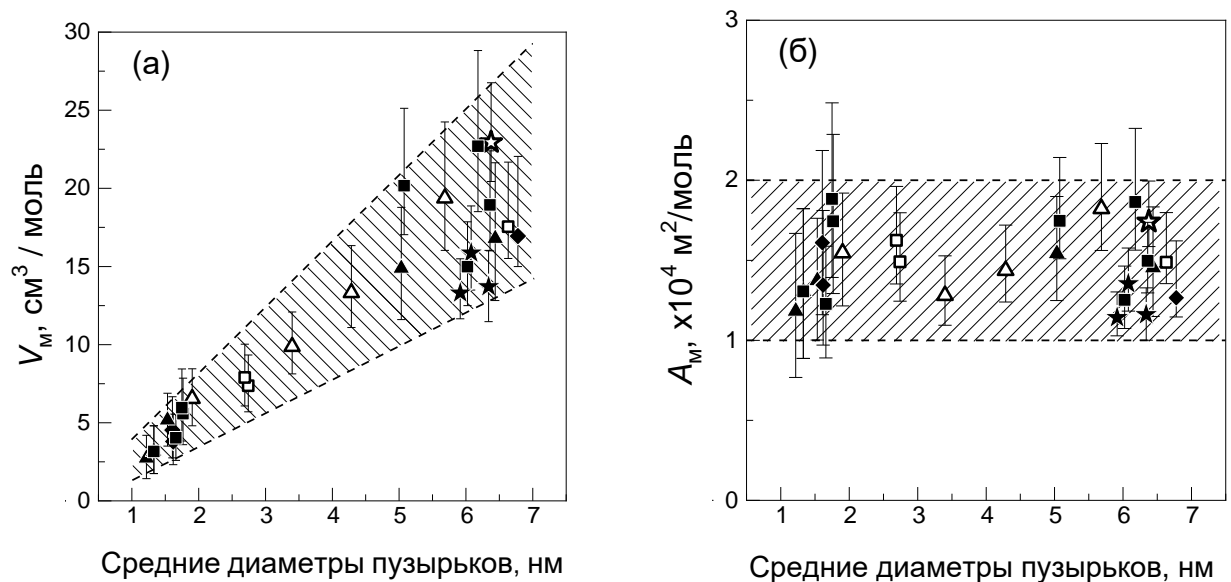 (а)
V_м, см³ / моль
30
25
20
15
10
5
0
1 2 3 4 5 6 7
Средние диаметры пузырьков, нм
(б)
A_м, x10⁴ м²/моль
3
2
1
0
1 2 3 4 5 6 7
Средние диаметры пузырьков, нм